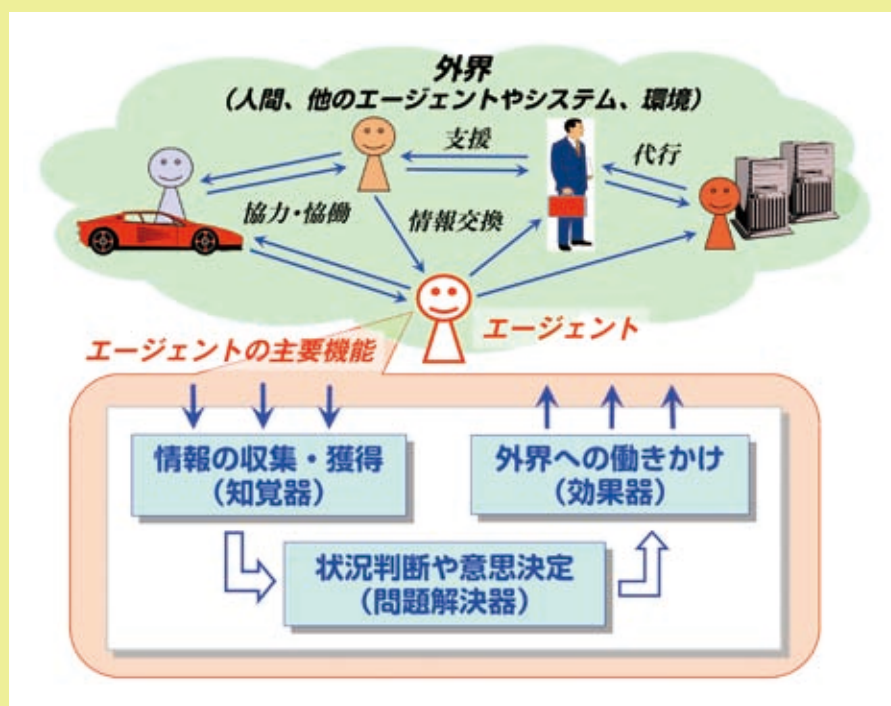 外界
（人間、他のエージェントやシステム、環境）
支援
代行
協力・協働
情報交換
エージェント
エージェントの主要機能
情報の収集・獲得
（知覚器）
外界への働きかけ
（効果器）
状況判断や意思決定
（問題解決器）